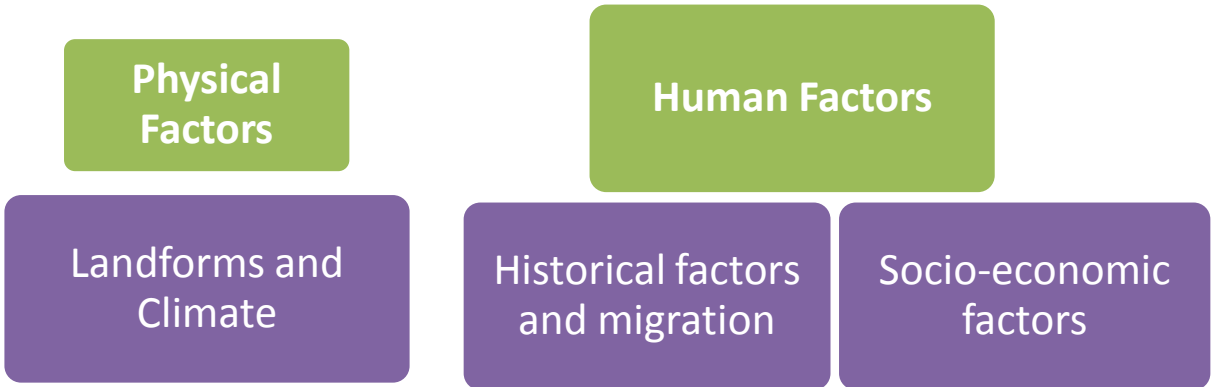 Physical
Factors
Human Factors
Landforms and
Climate
Historical factors
and migration
Socio-economic
factors